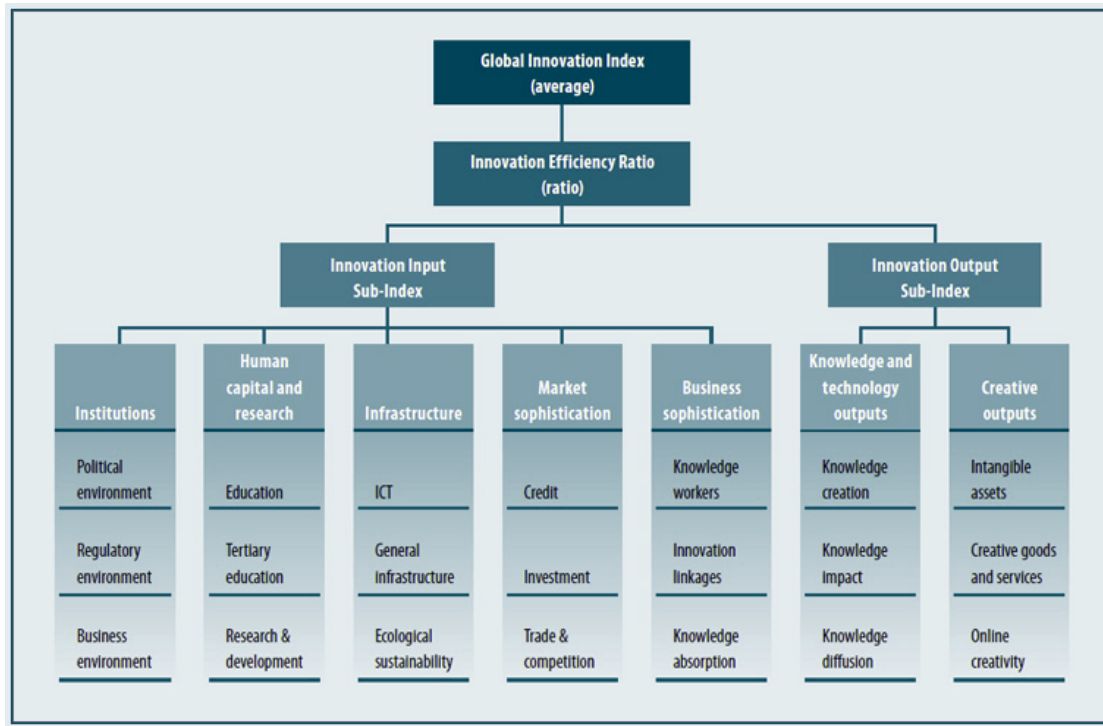 Global Innovation Index
(average)
Innovation Efficiency Ratio
(ratio)
Innovation Input
Sub-Index
Innovation Output
Sub-Index
Institutions
Human
capital and
research
Infrastructure
Market
sophistication
Business
sophistication
Knowledge and
technology
outputs
Creative
outputs
Political
environment
Education
ICT
Credit
Knowledge
workers
Knowledge
creation
Intangible
assets
Regulatory
environment
Tertiary
education
General
infrastructure
Investment
Innovation
linkages
Knowledge
impact
Creative goods
and services
Business
environment
Research &
development
Ecological
sustainability
Trade &
competition
Knowledge
absorption
Knowledge
diffusion
Online
creativity